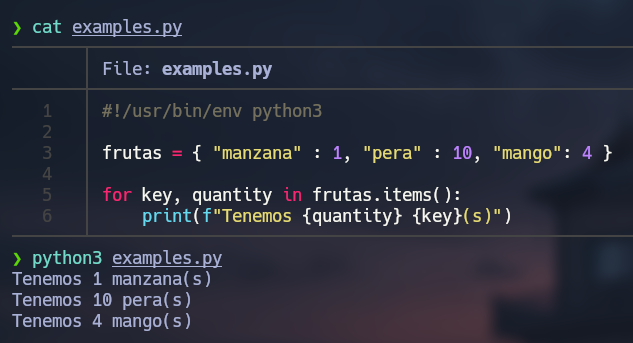 ❯ cat examples.py
File: examples.py
1 #!/usr/bin/env python3
2
3 frutas = { "manzana" : 1, "pera" : 10, "mango": 4 }
4
5 for key, quantity in frutas.items():
6     print(f"Tenemos {quantity} {key}(s)")
❯ python3 examples.py
Tenemos 1 manzana(s)
Tenemos 10 pera(s)
Tenemos 4 mango(s)